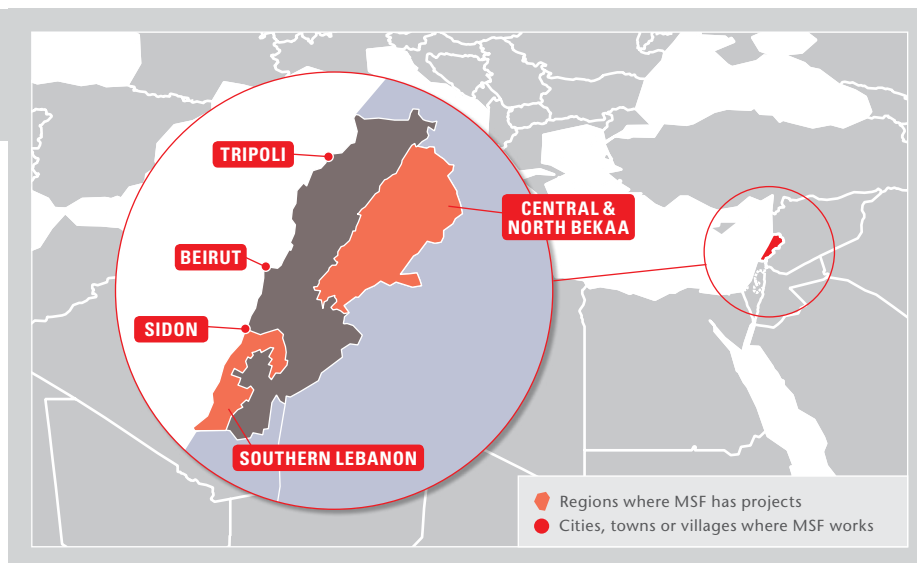 TRIPOLI
CENTRAL &
NORTH BEKAA
BEIRUT
SIDON
SOUTHERN LEBANON
Regions where MSF has projects
Cities, towns or villages where MSF works